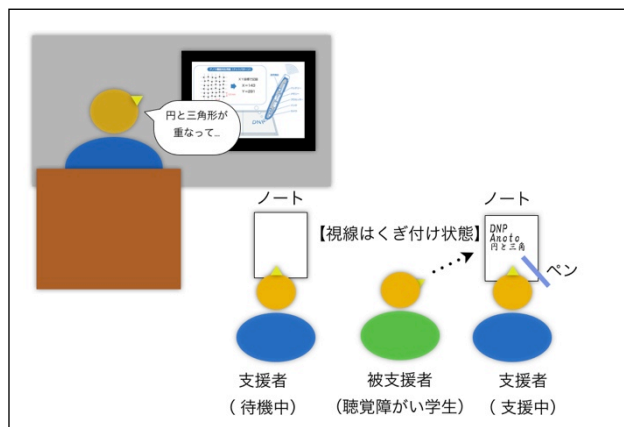 円と三角形が
重なって…
DNP
ノート
【視線はくぎ付け状態】
ノート
DNP
Anoto
円と三角
ペン
支援者
(待機中)
被支援者
(聴覚障がい学生)
支援者
(支援中)